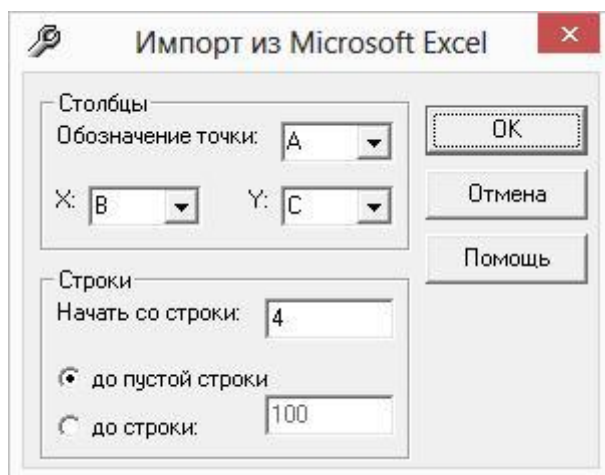 Импорт из Microsoft Excel
Столбцы
Обозначение точки: A
X: B Y: C
OK
Отмена
Помощь
Строки
Начать со строки: 4
до пустой строки
до строки: 100